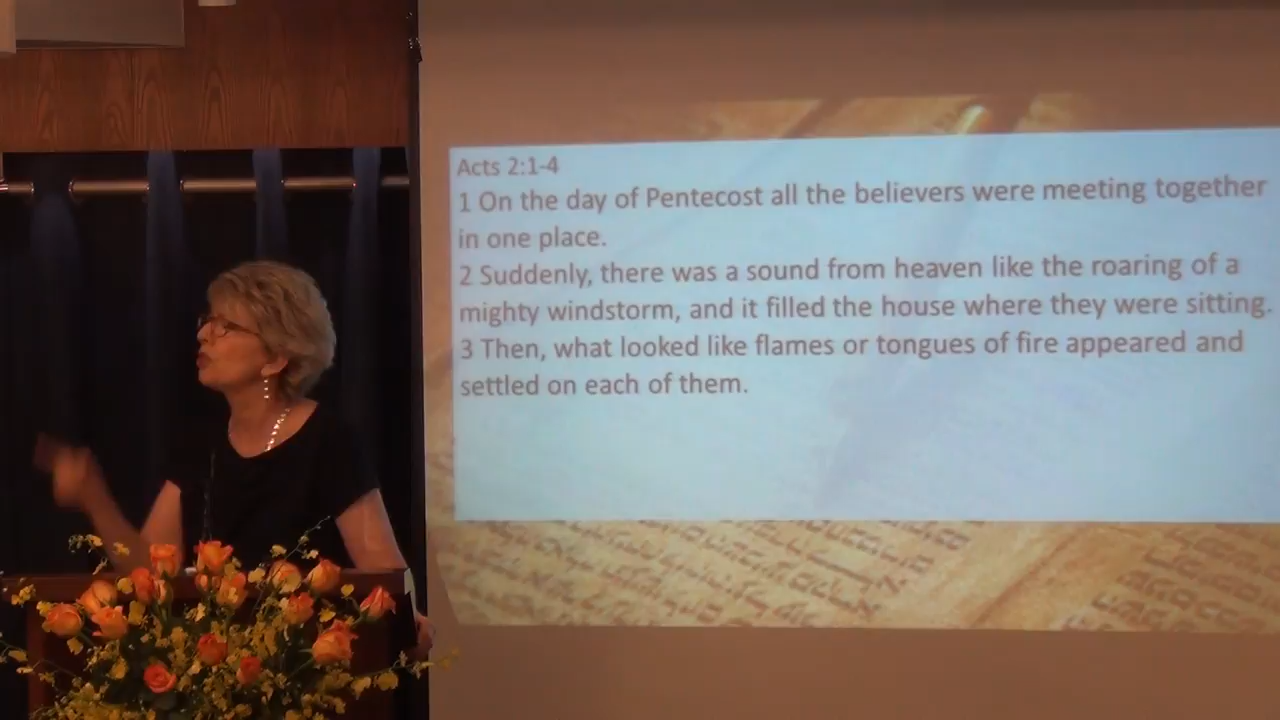 Acts 2:1-4
1 On the day of Pentecost all the believers were meeting together
in one place.
2 Suddenly, there was a sound from heaven like the roaring of a
mighty windstorm, and it filled the house where they were sitting.
3 Then, what looked like flames or tongues of fire appeared and
settled on each of them.